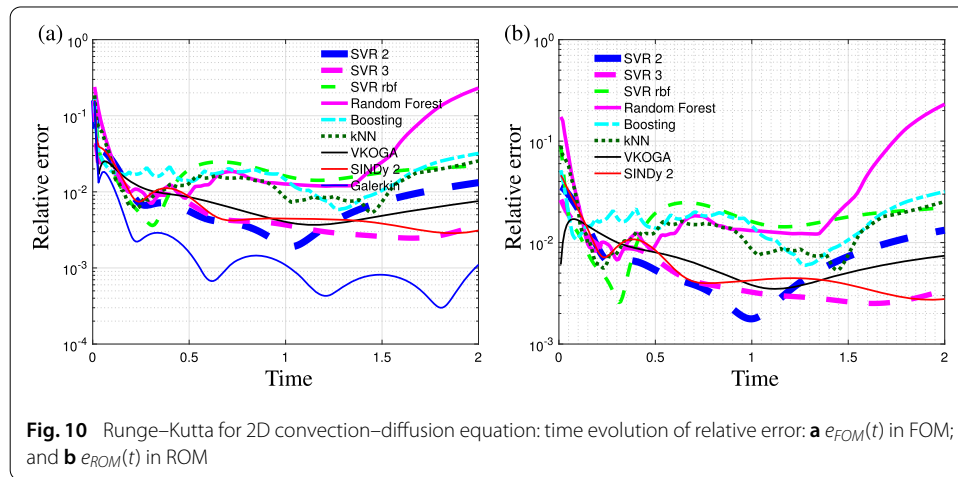 (a)
10^0
10^-1
10^-2
10^-3
10^-4
Relative error
0 0.5 1 1.5 2
Time
SVR 2
SVR 3
SVR rbf
Random Forest
Boosting
kNN
VKOGA
SINDy 2
Galerkin
(b)
10^0
10^-1
10^-2
10^-3
Relative error
0 0.5 1 1.5 2
Time
SVR 2
SVR 3
SVR rbf
Random Forest
Boosting
kNN
VKOGA
SINDy 2
Fig. 10 Runge–Kutta for 2D convection–diffusion equation: time evolution of relative error: a e_FOM(t) in FOM;
and b e_ROM(t) in ROM